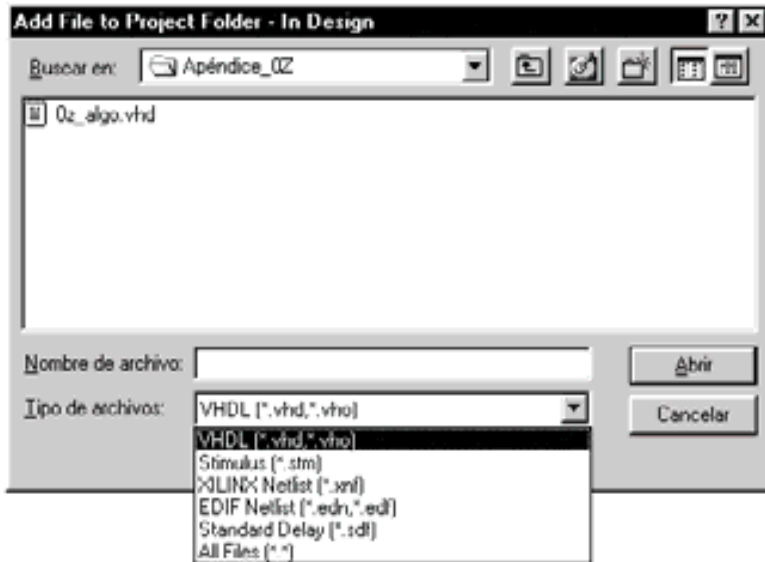 Add File to Project Folder - In Design
Buscar en: Apéndice_0Z
0z_algo.vhd
Nombre de archivo: Abrir
Tipo de archivos: VHDL (*.vhd,*.vho) Cancelar
VHDL (*.vhd,*.vho)
Stimulus (*.stm)
XILINX Netlist (*.xnf)
EDIF Netlist (*.edn,*.edf)
Standard Delay (*.sdf)
All Files (*.*)